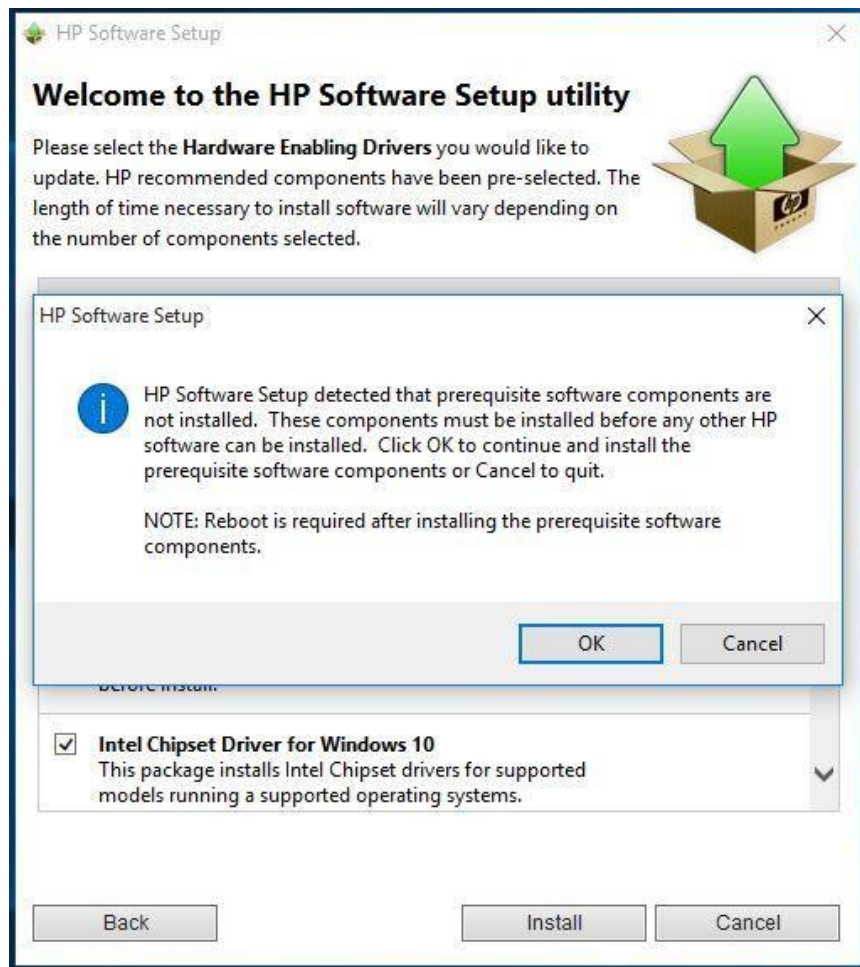 HP Software Setup
Welcome to the HP Software Setup utility
Please select the Hardware Enabling Drivers you would like to
update. HP recommended components have been pre-selected. The
length of time necessary to install software will vary depending on
the number of components selected.
HP Software Setup
HP Software Setup detected that prerequisite software components are
not installed.  These components must be installed before any other HP
software can be installed.  Click OK to continue and install the
prerequisite software components or Cancel to quit.
NOTE: Reboot is required after installing the prerequisite software
components.
OK Cancel
before install.
Intel Chipset Driver for Windows 10
This package installs Intel Chipset drivers for supported
models running a supported operating systems.
Back Install Cancel